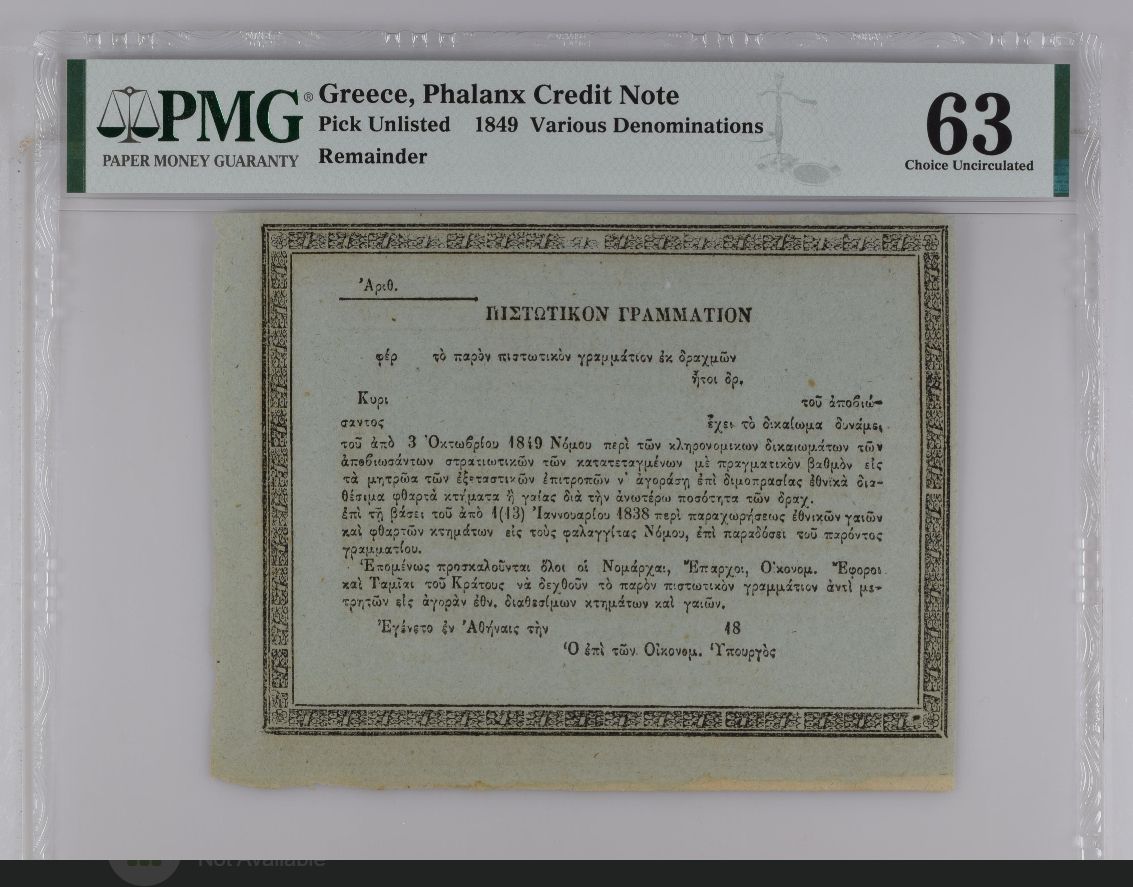 PMG®
PAPER MONEY GUARANTY
Greece, Phalanx Credit Note
Pick Unlisted 1849 Various Denominations
Remainder
63
Choice Uncirculated
Ἀριθ.
ΠΙΣΤΩΤΙΚΟΝ ΓΡΑΜΜΑΤΙΟΝ
φέρ τὸ παρὸν πιστωτικὸν γραμμάτιον ἐκ δραχμῶν
ἤτοι δρ.
Κυρι τοῦ ἀποβιώ-
σαντος ἔχει τὸ δικαίωμα δυνάμει
τοῦ ἀπὸ 3 Ὀκτωβρίου 1849 Νόμου περὶ τῶν κληρονομικων δικαιωμάτων τῶν
ἀποβιωσάντων στρατιωτικῶν τῶν κατατεταγμένων μὲ πραγματικὸν βαθμὸν εἰς
τὰ μητρῶα τῶν ἐξεταστικῶν ἐπιτροπῶν ν' ἀγοράσῃ ἐπὶ δημοπρασίας ἐθνικὰ δια-
θέσιμα φθαρτὰ κτήματα ἢ γαίας διὰ τὴν ἀνωτέρω ποσότητα τῶν δραχ.
ἐπὶ τῇ βάσει τοῦ ἀπὸ 1(13) Ἰαννουαρίου 1838 περὶ παραχωρήσεως ἐθνικῶν γαιῶν
καὶ φθαρτῶν κτημάτων εἰς τοὺς φαλαγγίτας Νόμου, ἐπὶ παραδόσει τοῦ παρόντος
γραμματίου.
Ἑπομένως προσκαλοῦνται ὅλοι οἱ Νομάρχαι, Ἔπαρχοι, Οἰκονομ. Ἔφοροι
καὶ Ταμίαι τοῦ Κράτους νὰ δεχθοῦν τὸ παρὸν πιστωτικὸν γραμμάτιον ἀντὶ με-
τρητῶν εἰς ἀγορὰν ἐθν. διαθεσίμων κτημάτων καὶ γαιῶν.
Ἐγένετο ἐν Ἀθήναις τὴν 18
Ὁ ἐπὶ τῶν Οἰκονομ. Ὑπουργὸς
Not Available